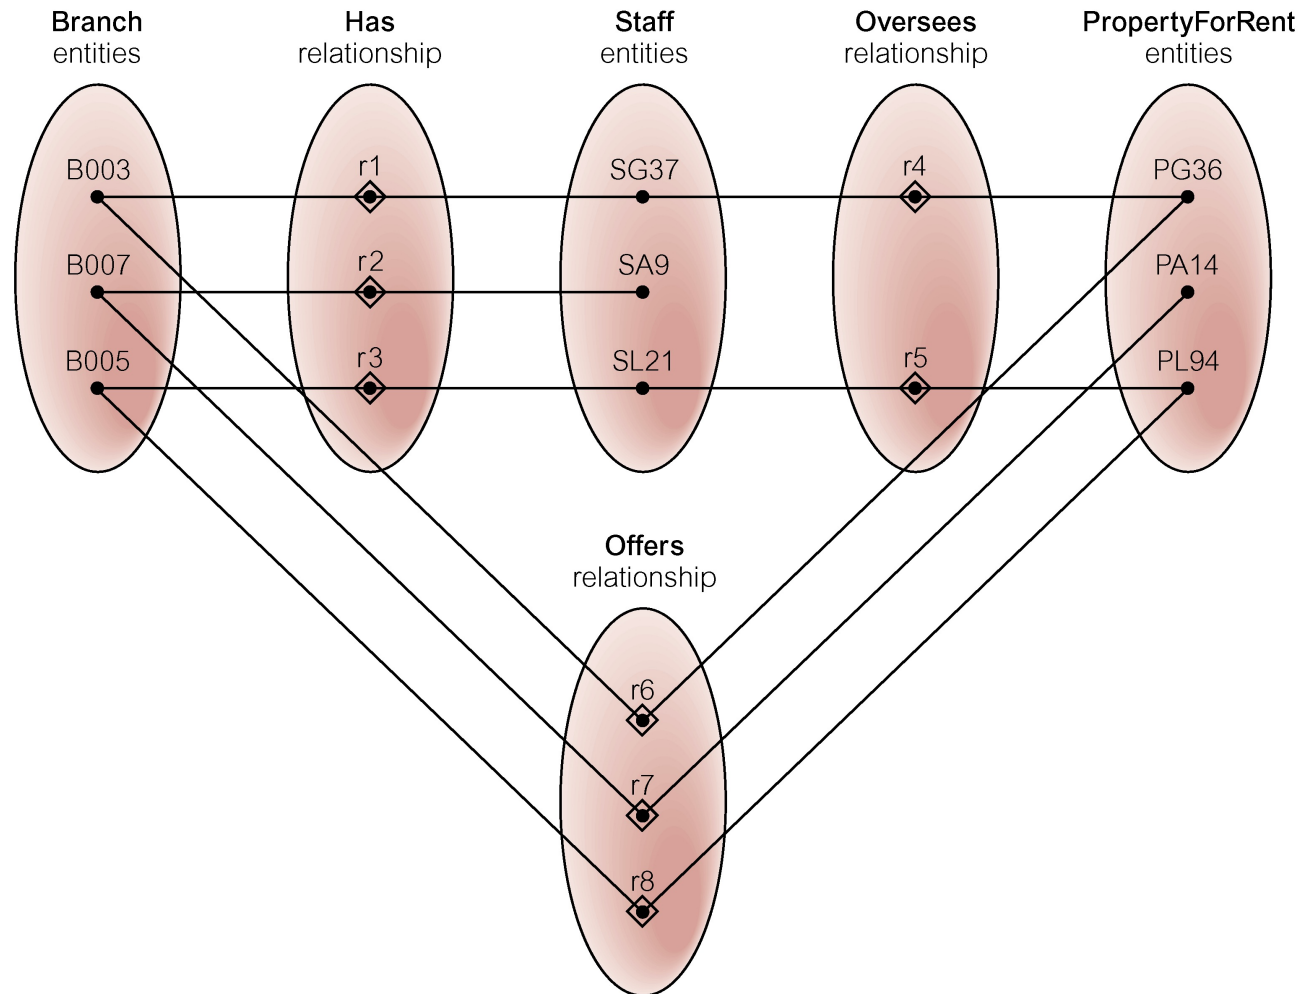 Branch
entities
Has
relationship
Staff
entities
Oversees
relationship
PropertyForRent
entities
B003
r1
SG37
r4
PG36
B007
r2
SA9
PA14
B005
r3
SL21
r5
PL94
Offers
relationship
r6
r7
r8